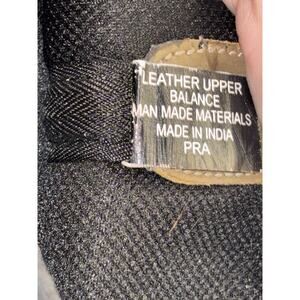 LEATHER UPPER
BALANCE
MAN MADE MATERIALS
MADE IN INDIA
PRA